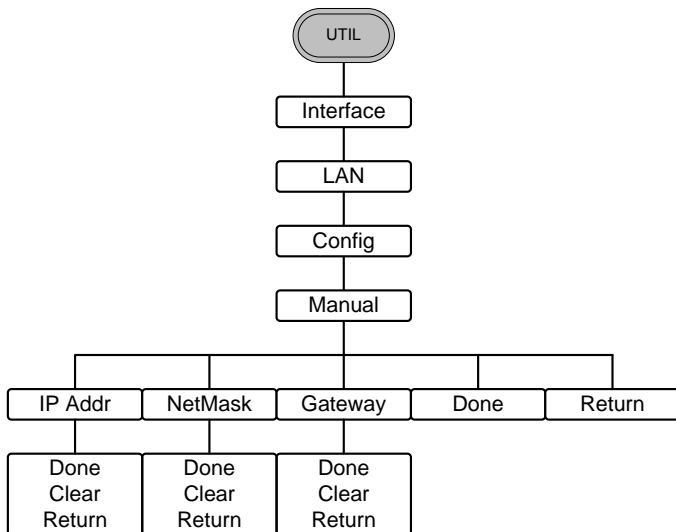 UTIL
Interface
LAN
Config
Manual
IP Addr
NetMask
Gateway
Done
Return
Done
Clear
Return
Done
Clear
Return
Done
Clear
Return